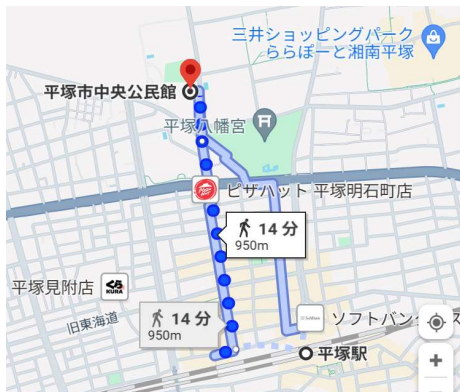 三井ショッピングパーク
ららぽーと湘南平塚
平塚市中央公民館
平塚八幡宮
ピザハット 平塚明石町店
14 分
950m
平塚見附店
KURA
14 分
950m
旧東海道
ソフトバンク
平塚駅